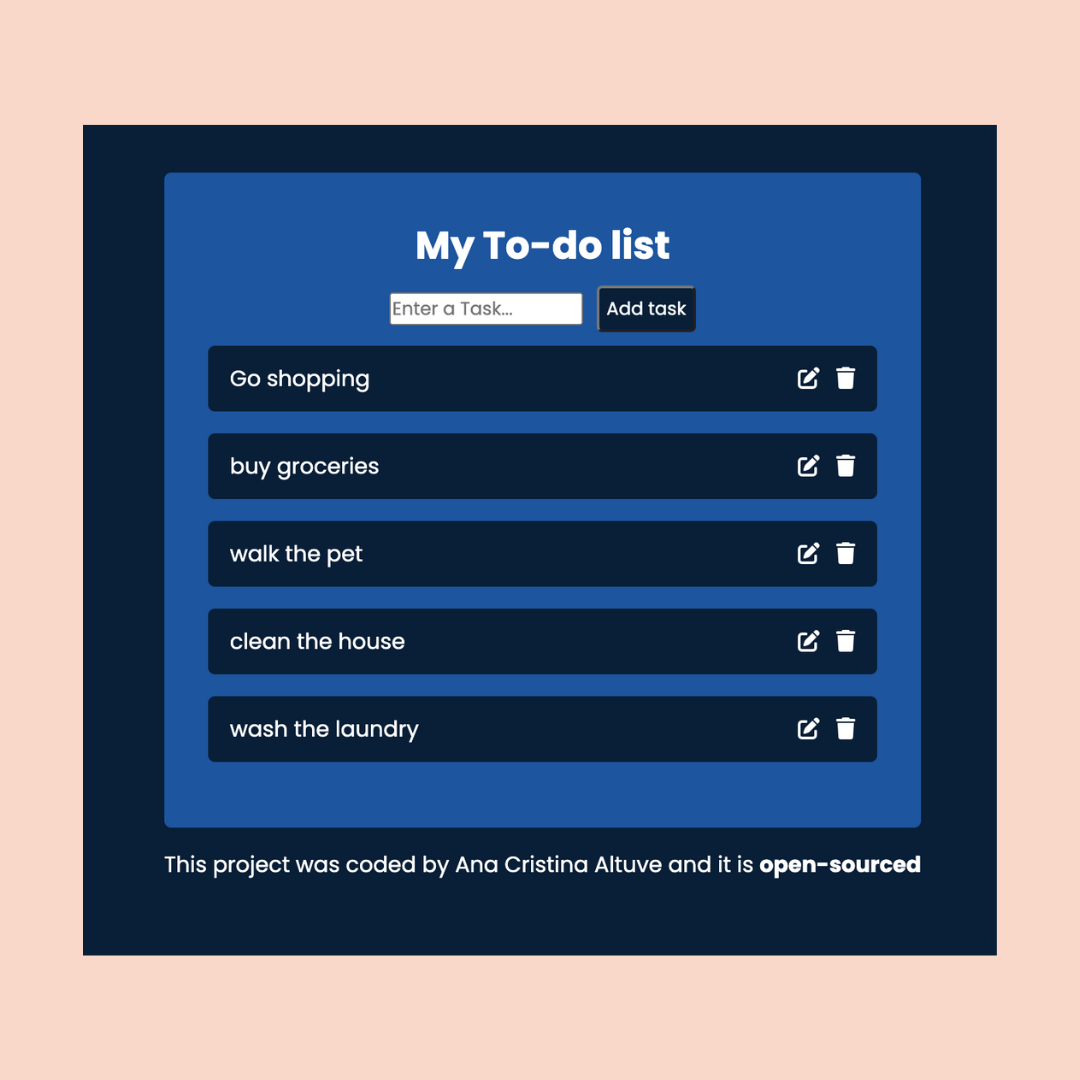 My To-do list
Enter a Task...
Add task
Go shopping
buy groceries
walk the pet
clean the house
wash the laundry
This project was coded by Ana Cristina Altuve and it is open-sourced